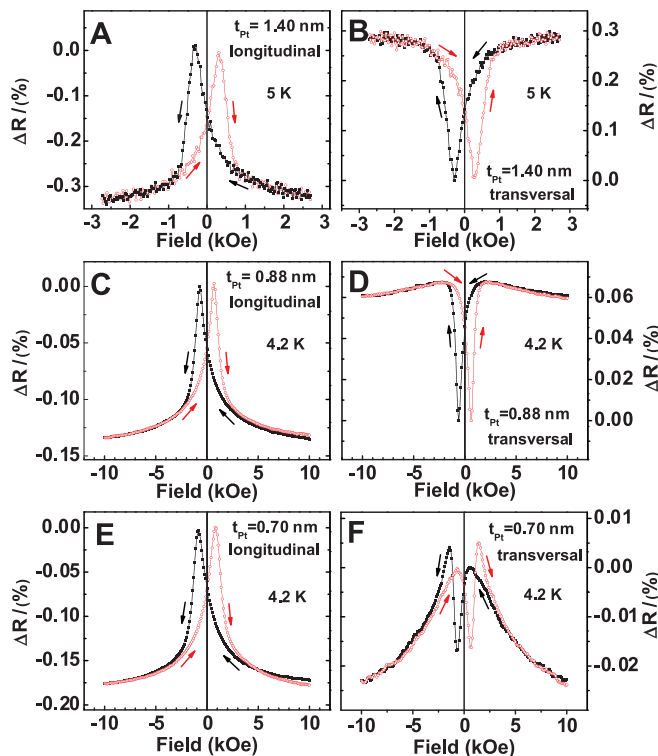 A
t_Pt = 1.40 nm
longitudinal
5 K
ΔR / (%)
0.0
-0.1
-0.2
-0.3
-3 -2 -1 0 1 2 3
Field (kOe)
B
5 K
t_Pt=1.40 nm
transversal
ΔR / (%)
0.3
0.2
0.1
0.0
-3 -2 -1 0 1 2 3
Field (kOe)
C
t_Pt= 0.88 nm
longitudinal
4.2 K
ΔR / (%)
0.00
-0.05
-0.10
-0.15
-10 -5 0 5 10
Field (kOe)
D
4.2 K
t_Pt=0.88 nm
transversal
ΔR / (%)
0.06
0.04
0.02
0.00
-10 -5 0 5 10
Field (kOe)
E
t_Pt=0.70 nm
longitudinal
4.2 K
ΔR / (%)
0.00
-0.05
-0.10
-0.15
-0.20
-10 -5 0 5 10
Field (kOe)
F
t_Pt=0.70 nm
transversal
4.2 K
ΔR / (%)
0.01
0.00
-0.01
-0.02
-10 -5 0 5 10
Field (kOe)